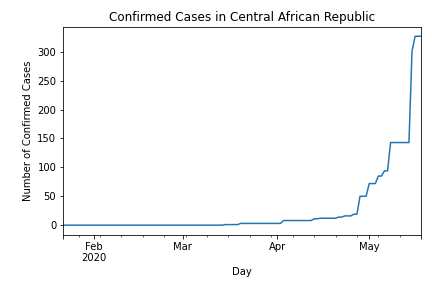 Confirmed Cases in Central African Republic
Number of Confirmed Cases
300
250
200
150
100
50
0
Feb
2020
Mar
Apr
May
Day